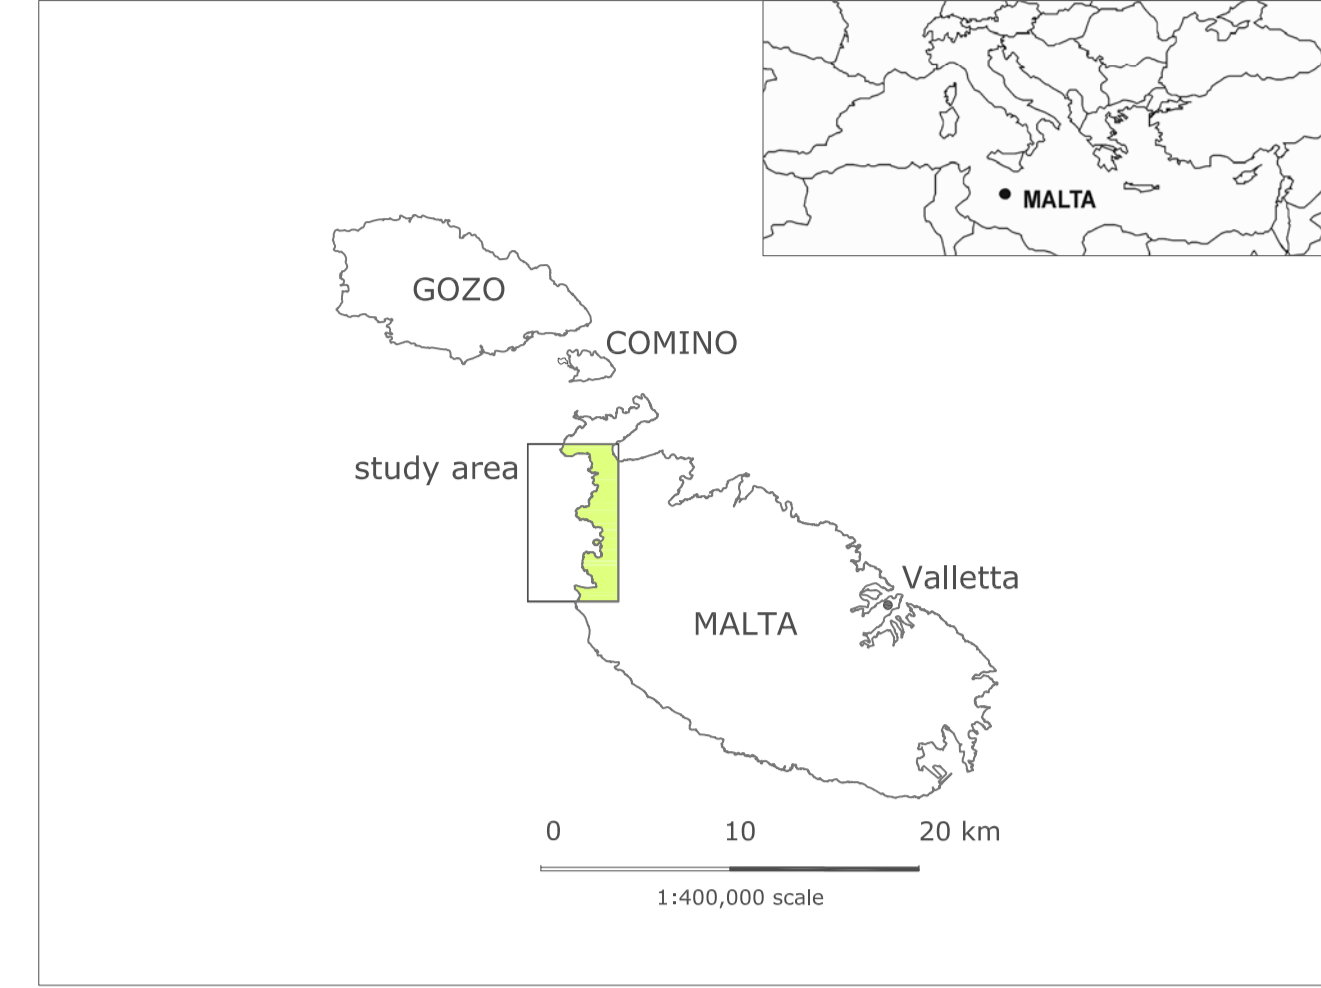 MALTA
GOZO
COMINO
study area
Valletta
MALTA
0 10 20 km
1:400,000 scale